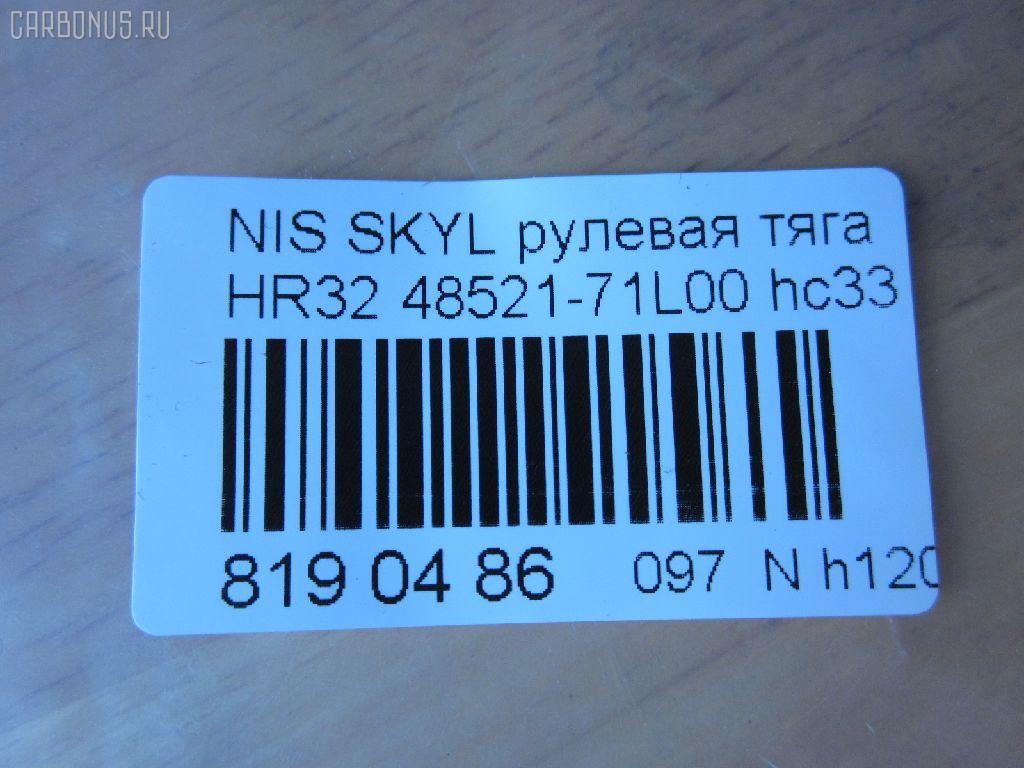 CARBONUS.RU
NIS SKYL рулевая тяга
HR32 48521-71L00 hc33
819 04 86 097 N h120